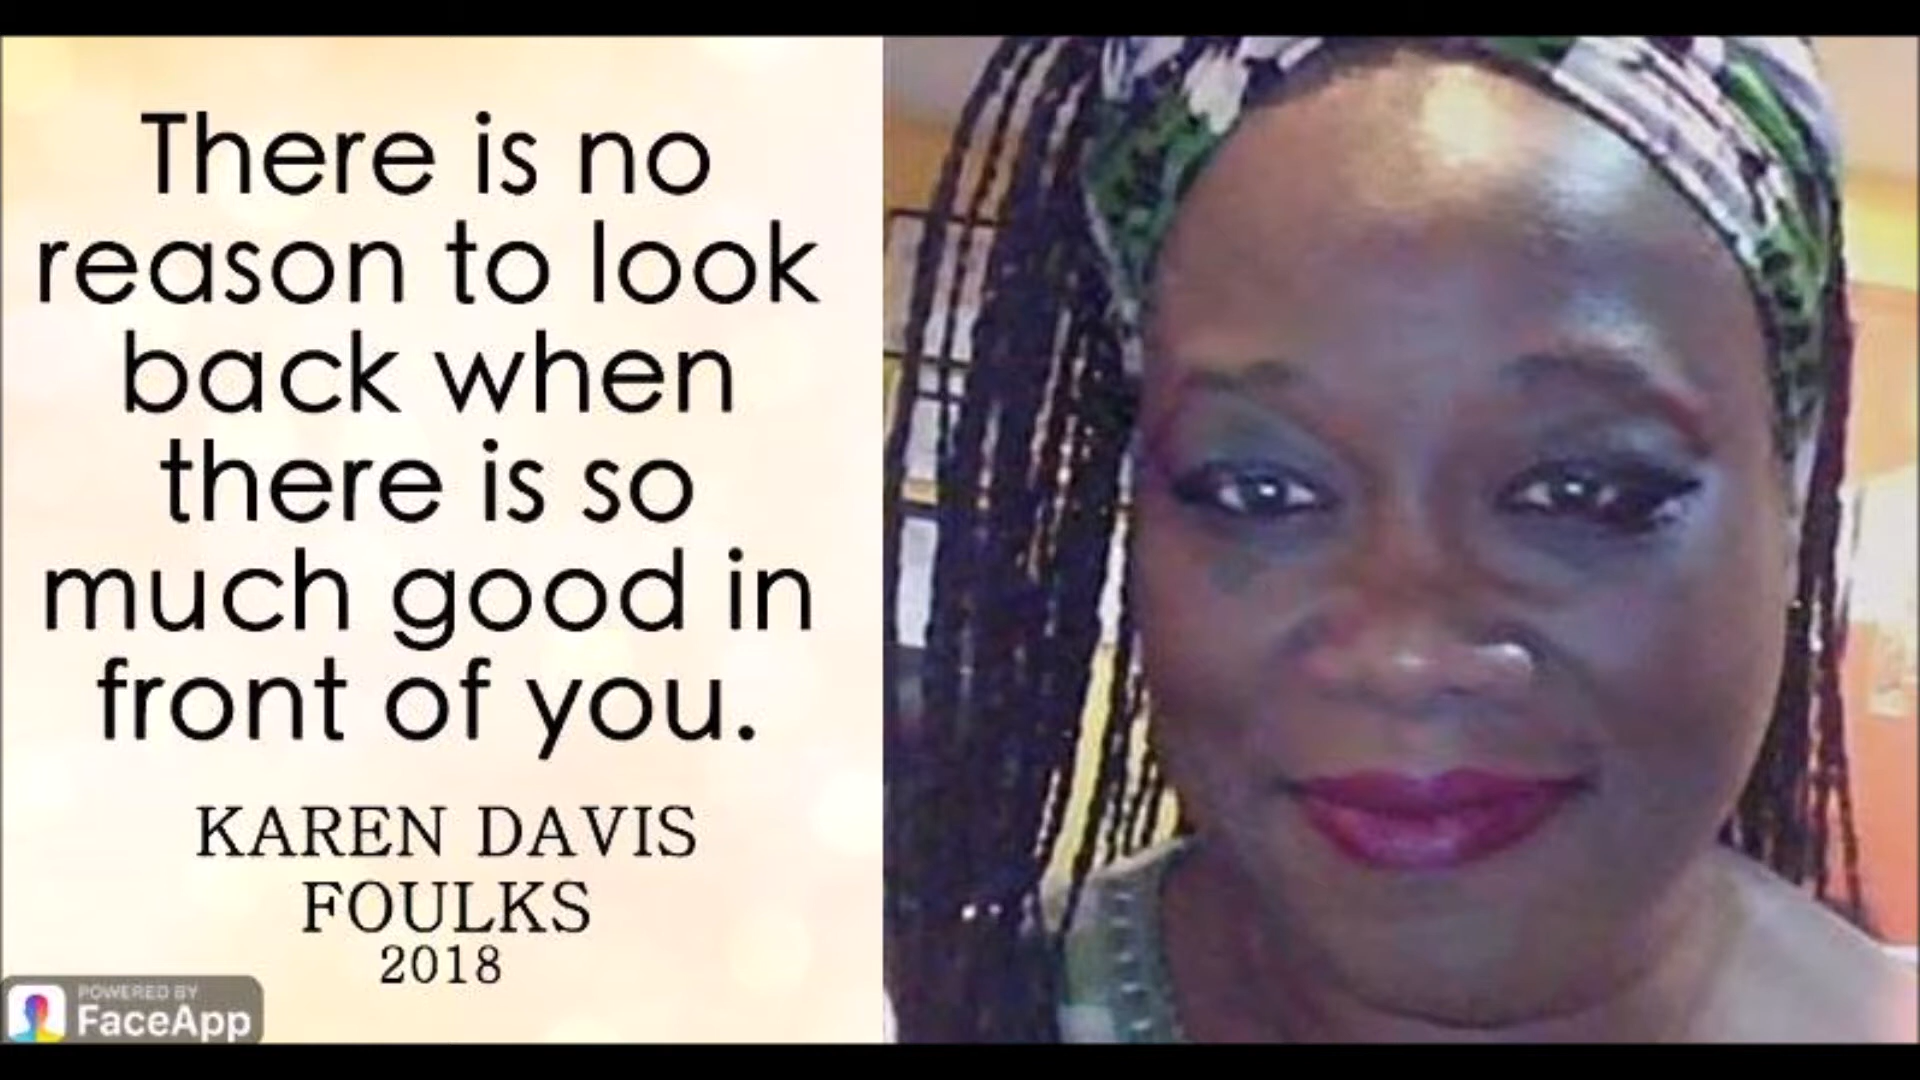 There is no
reason to look
back when
there is so
much good in
front of you.
KAREN DAVIS
FOULKS
2018
POWERED BY
FaceApp